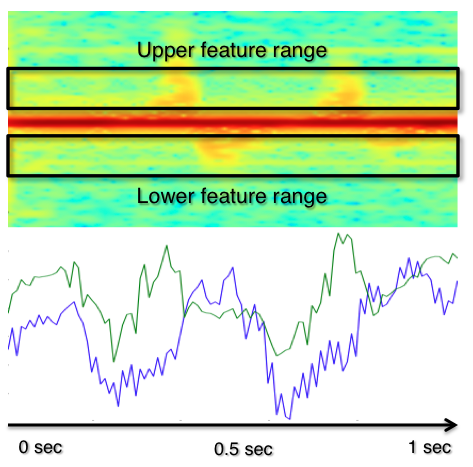 Upper feature range
Lower feature range
0 sec
0.5 sec
1 sec